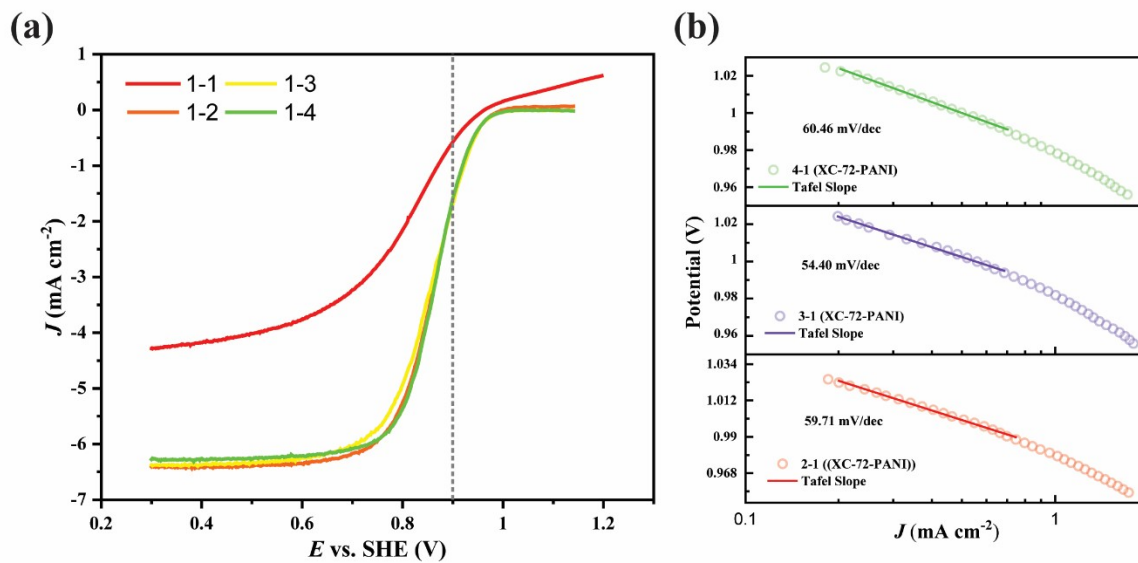 (a)
1-1
1-2
1-3
1-4
1
0
-1
-2
-3
-4
-5
-6
-7
J (mA cm-2)
0.2
0.4
0.6
0.8
1
1.2
E vs. SHE (V)
(b)
1.02
1
0.98
0.96
60.46 mV/dec
4-1 (XC-72-PANI)
Tafel Slope
1.02
1
0.98
0.96
54.40 mV/dec
3-1 (XC-72-PANI)
Tafel Slope
1.034
1.012
0.99
0.968
59.71 mV/dec
2-1 ((XC-72-PANI))
Tafel Slope
Potential (V)
0.1
1
J (mA cm-2)